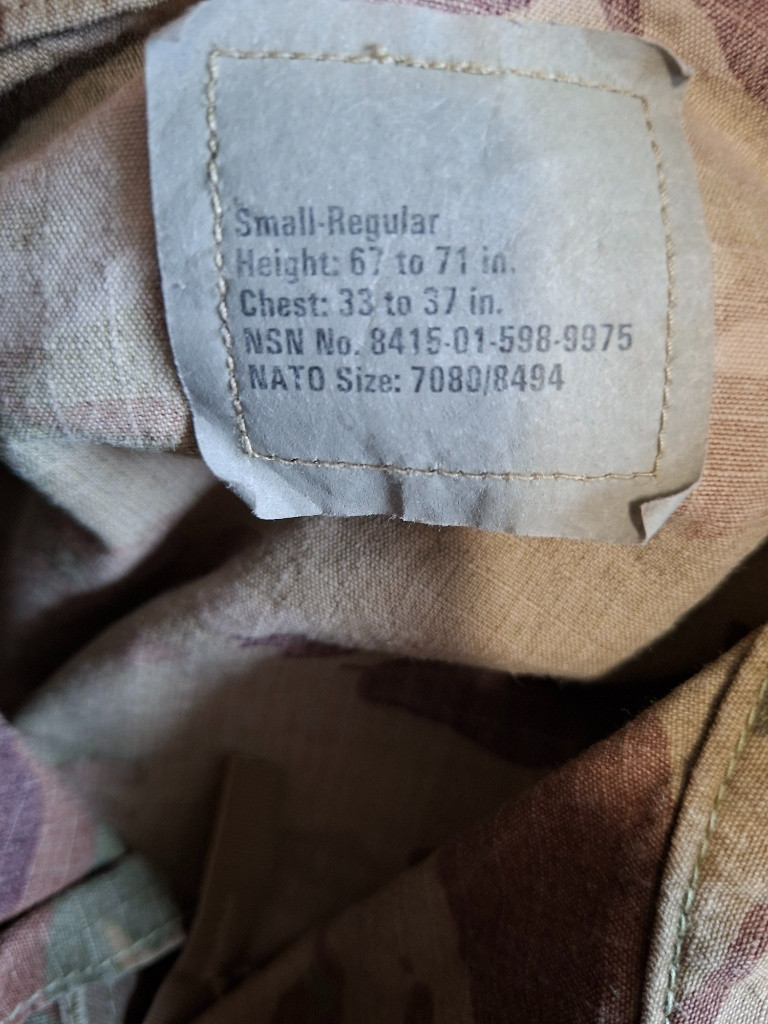 Small-Regular
Height: 67 to 71 in.
Chest: 33 to 37 in.
NSN No. 8415-01-598-9975
NATO Size: 7080/8494